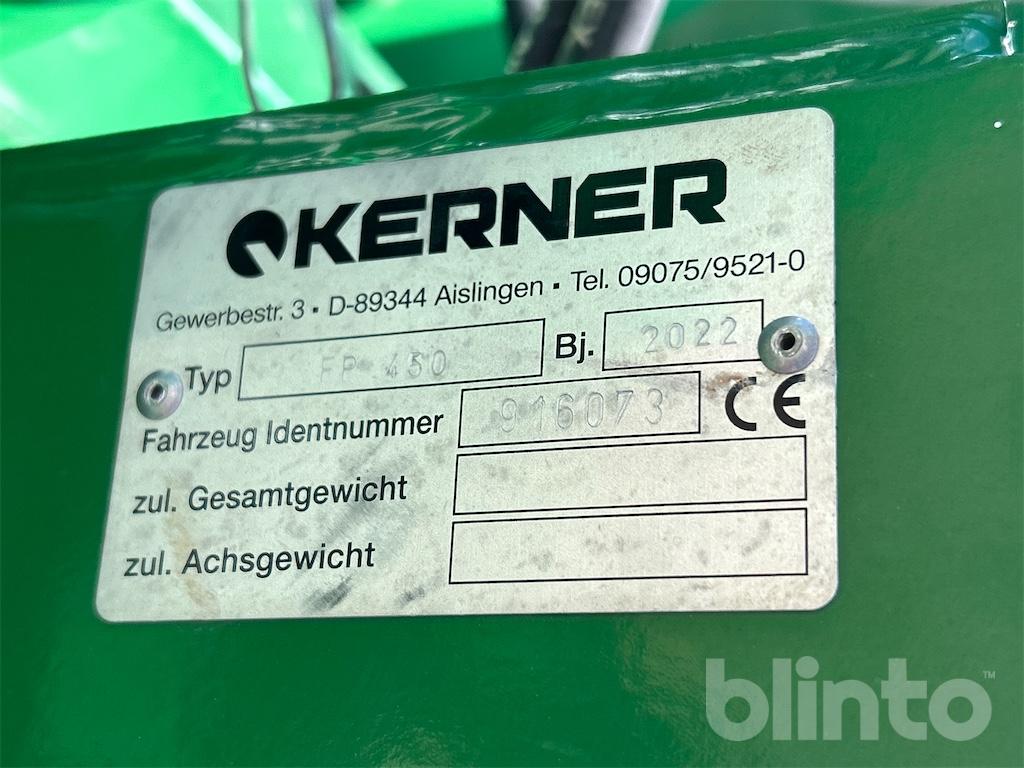 KERNER
Gewerbestr. 3 ▪ D-89344 Aislingen ▪ Tel. 09075/9521-0
Typ FP 450 Bj. 2022
Fahrzeug Identnummer 916073 CE
zul. Gesamtgewicht
zul. Achsgewicht
blinto™